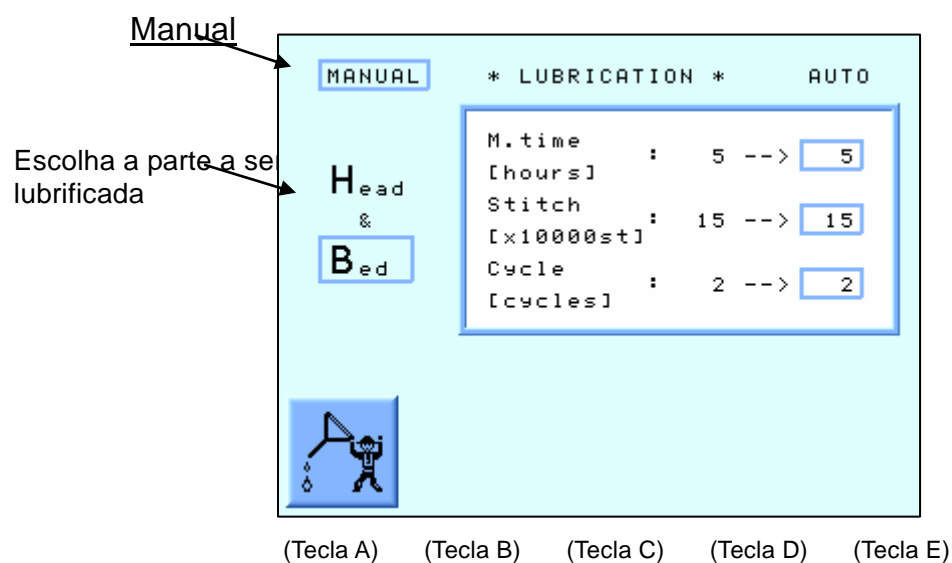 Manual
MANUAL * LUBRICATION * AUTO
Escolha a parte a se
lubrificada
Head
&
Bed
M.time
[hours] : 5 --> 5
Stitch
[x10000st] : 15 --> 15
Cycle
[cycles] : 2 --> 2
(Tecla A) (Tecla B) (Tecla C) (Tecla D) (Tecla E)